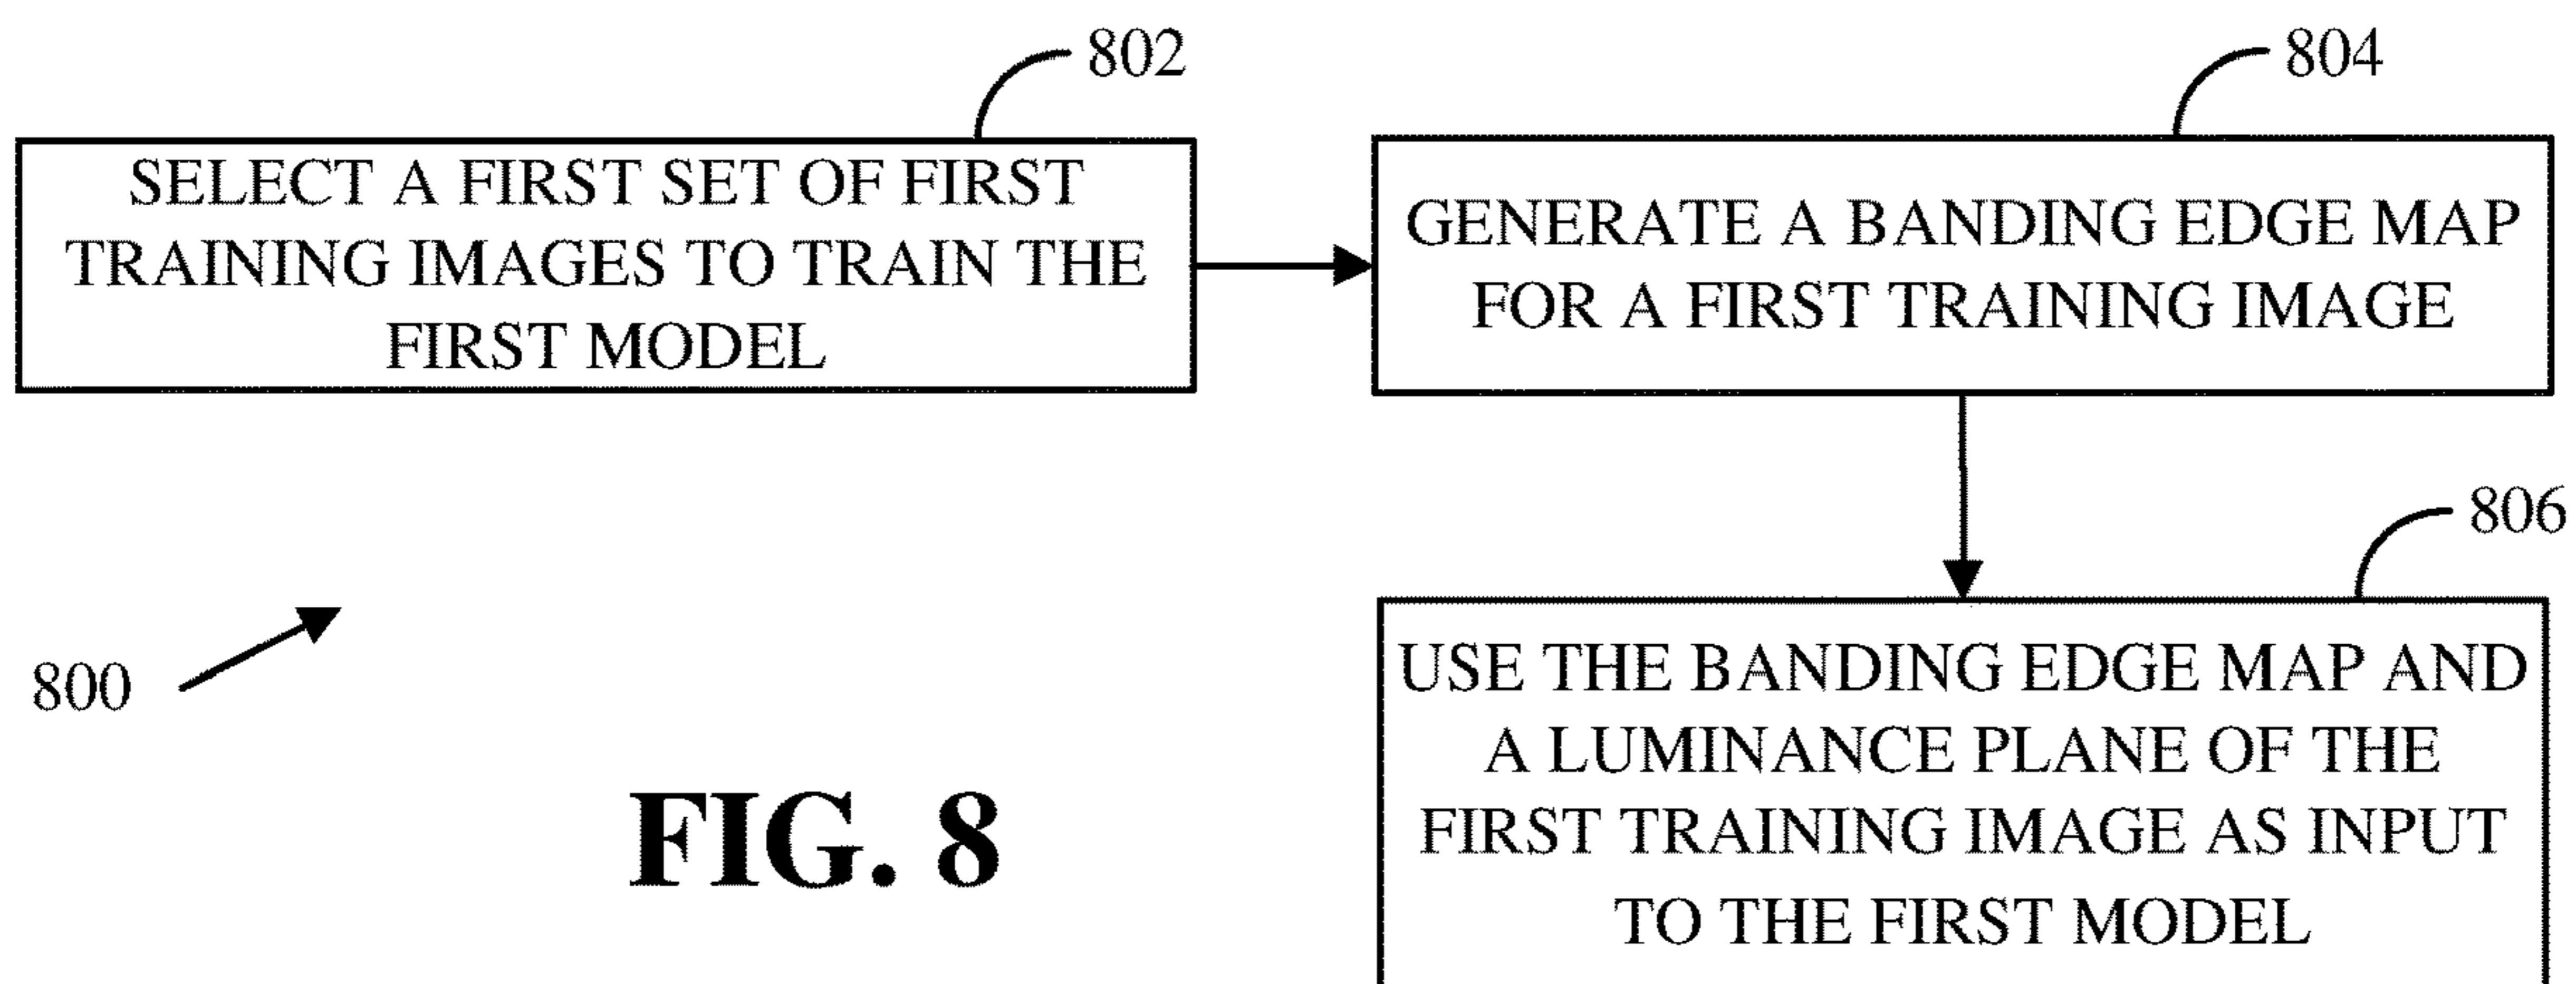 802
SELECT A FIRST SET OF FIRST
TRAINING IMAGES TO TRAIN THE
FIRST MODEL
804
GENERATE A BANDING EDGE MAP
FOR A FIRST TRAINING IMAGE
806
USE THE BANDING EDGE MAP AND
A LUMINANCE PLANE OF THE
FIRST TRAINING IMAGE AS INPUT
TO THE FIRST MODEL
800
FIG. 8